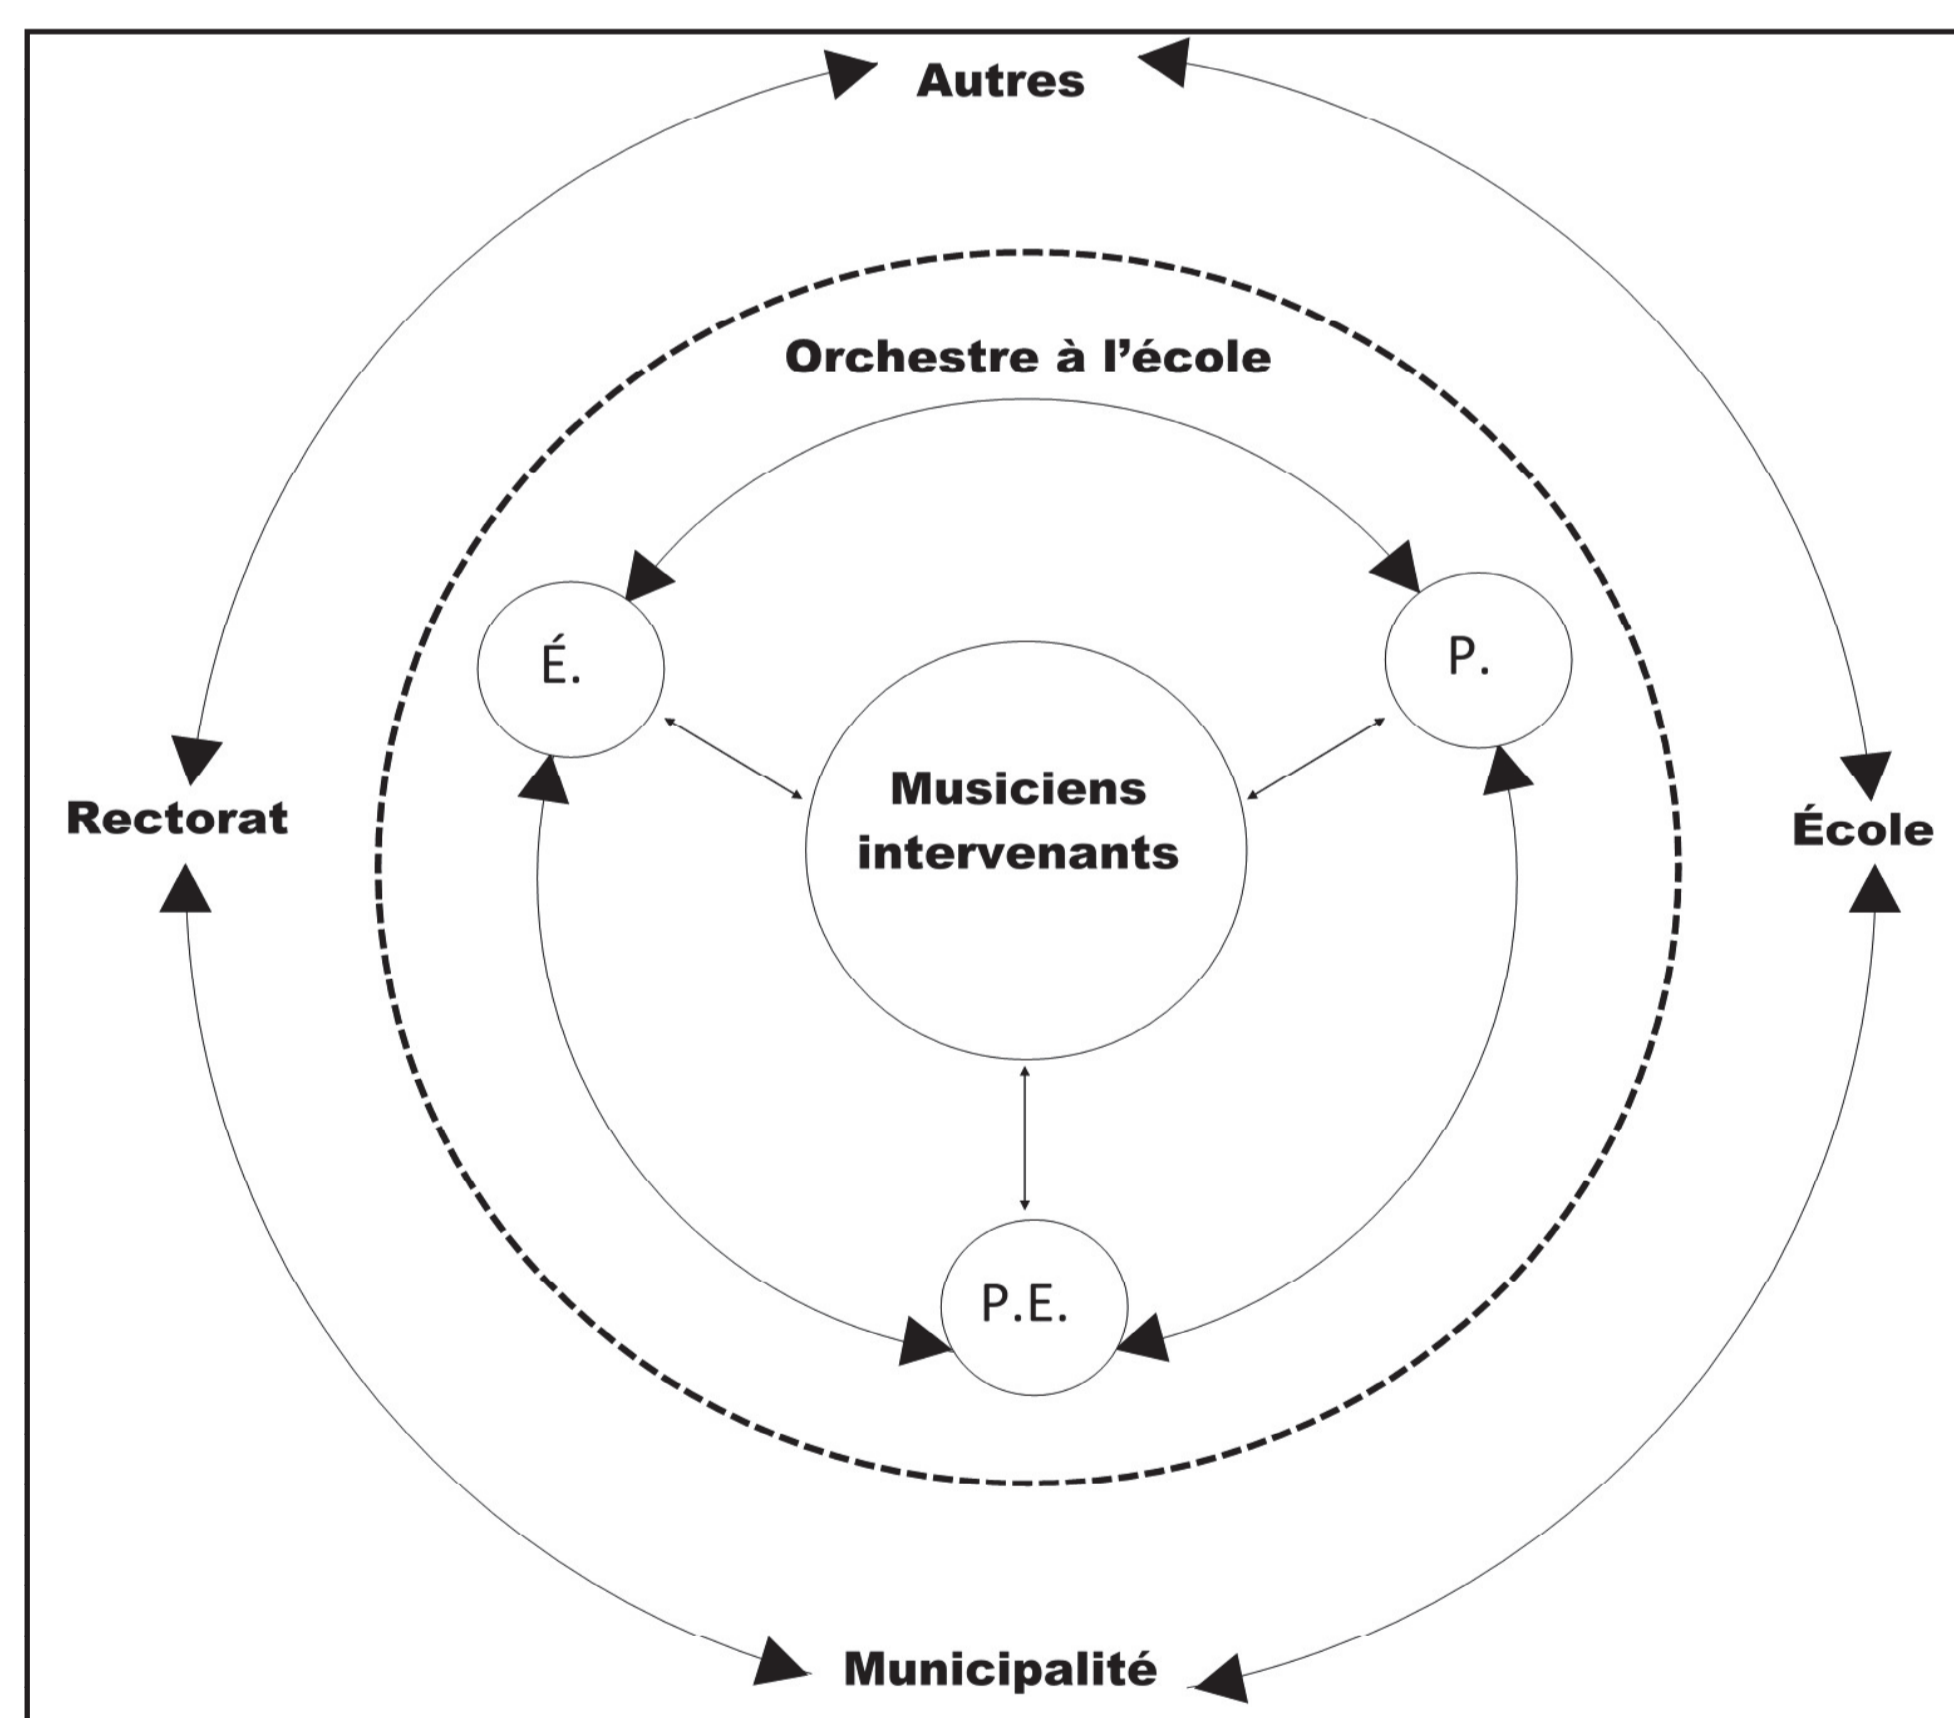 Autres
Orchestre à l’école
É.
P.
Musiciens
intervenants
Rectorat
École
P.E.
Municipalité